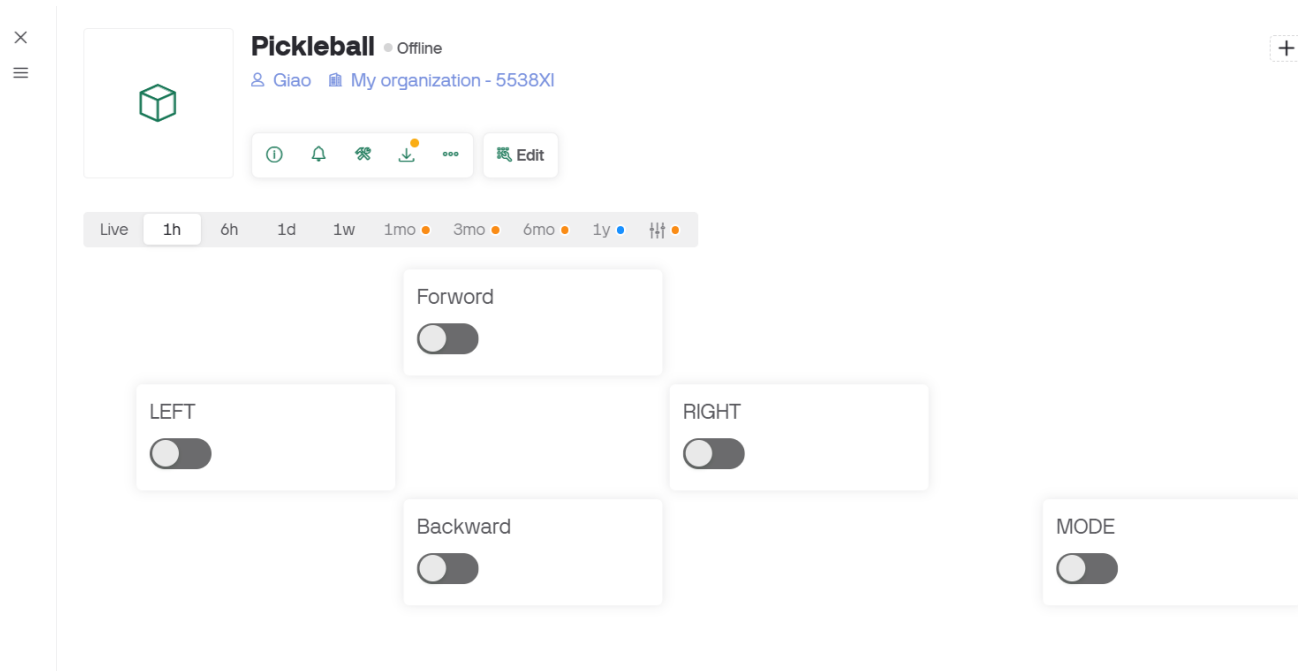 Pickleball Offline
Giao My organization - 5538XI
Edit
Live 1h 6h 1d 1w 1mo 3mo 6mo 1y
Forword
LEFT RIGHT
Backward MODE